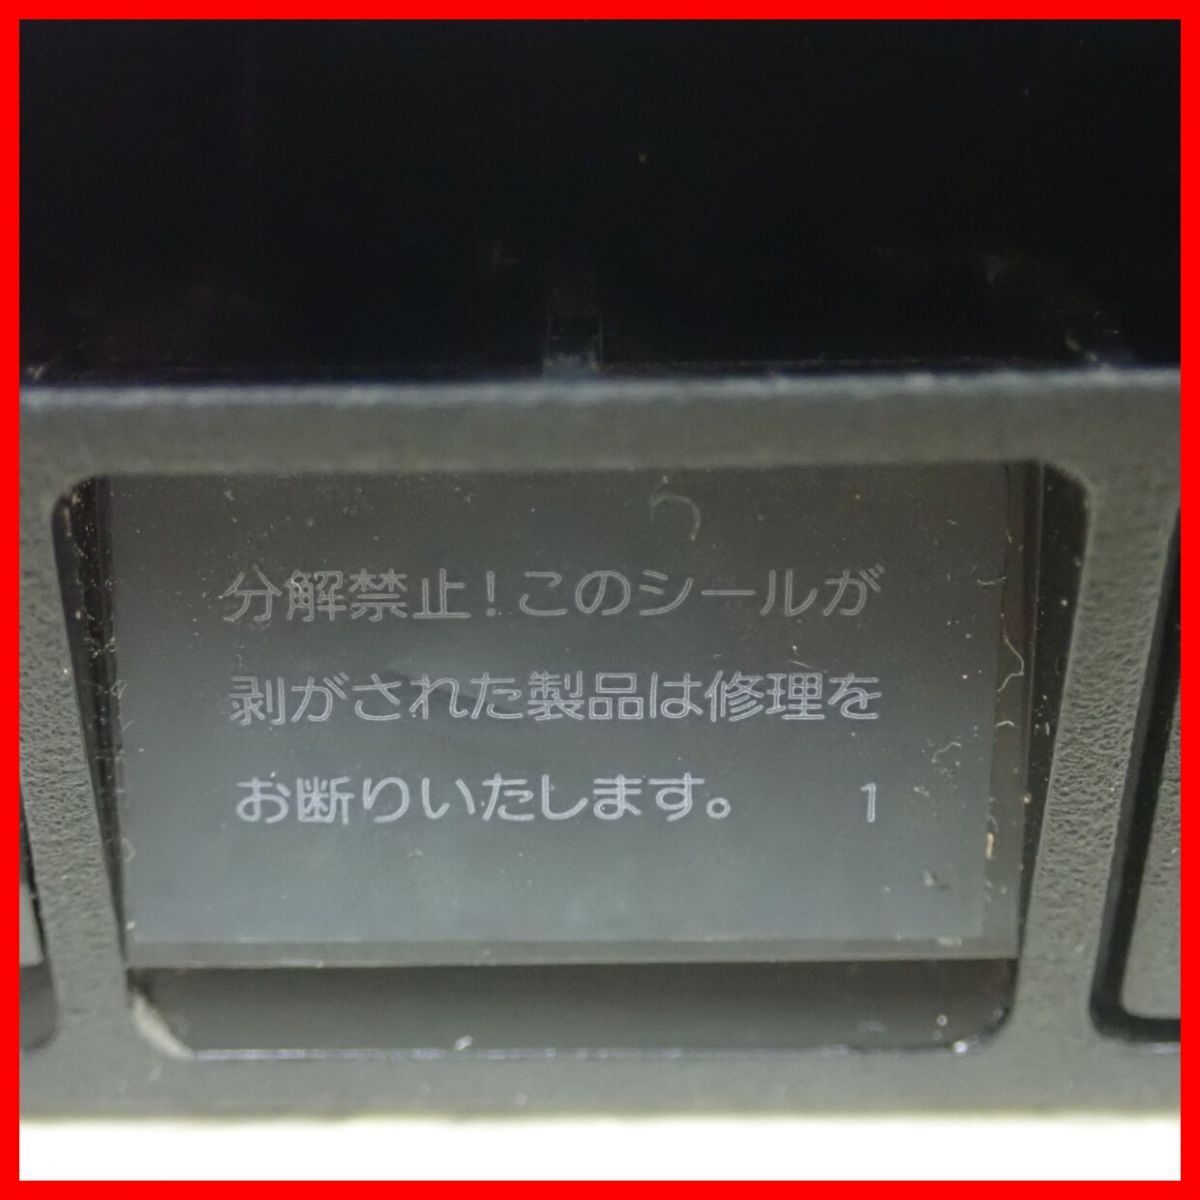 分解禁止!このシールが
剥がされた製品は修理を
お断りいたします。 1